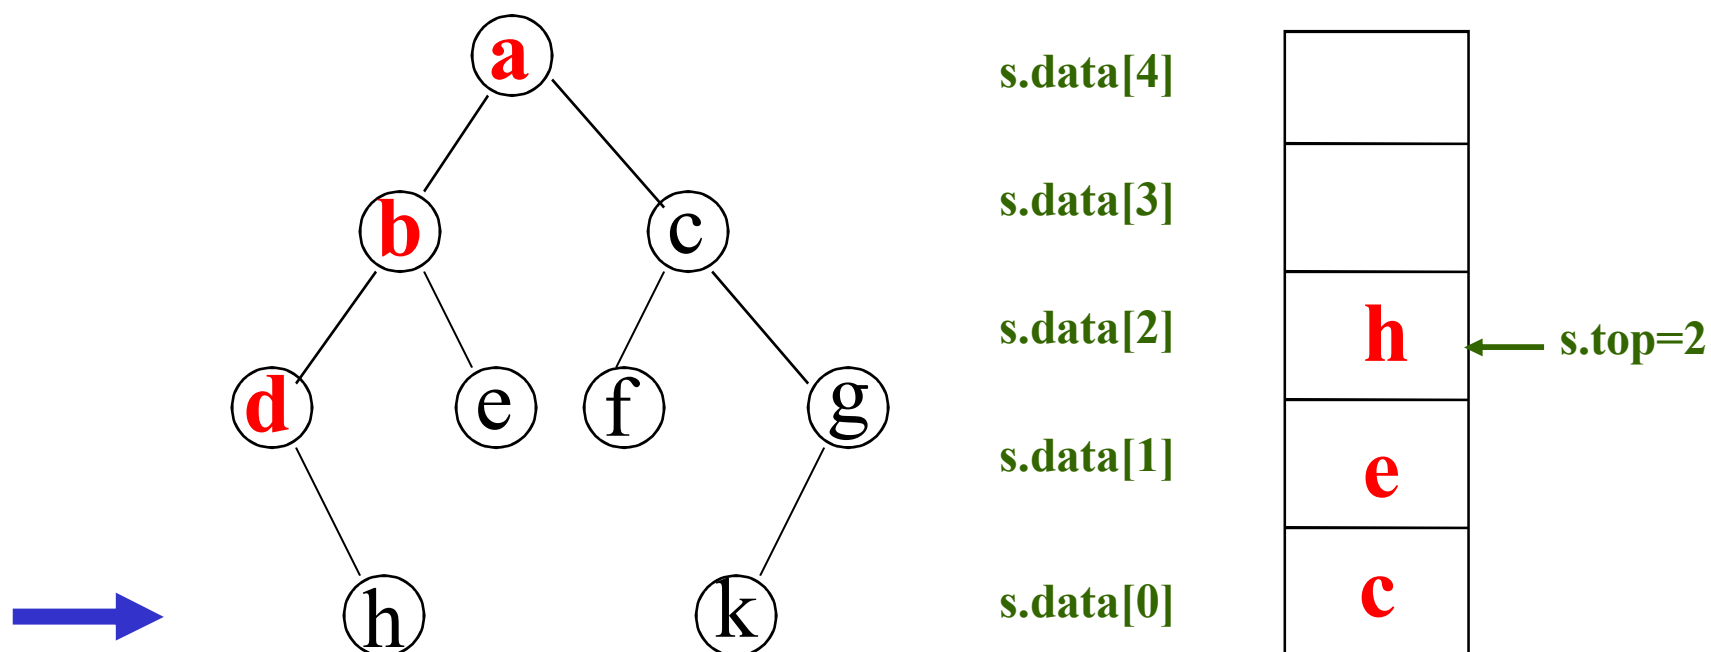 a
b
c
d
e
f
g
h
k
s.data[4]
s.data[3]
s.data[2]
h
s.top=2
s.data[1]
e
s.data[0]
c